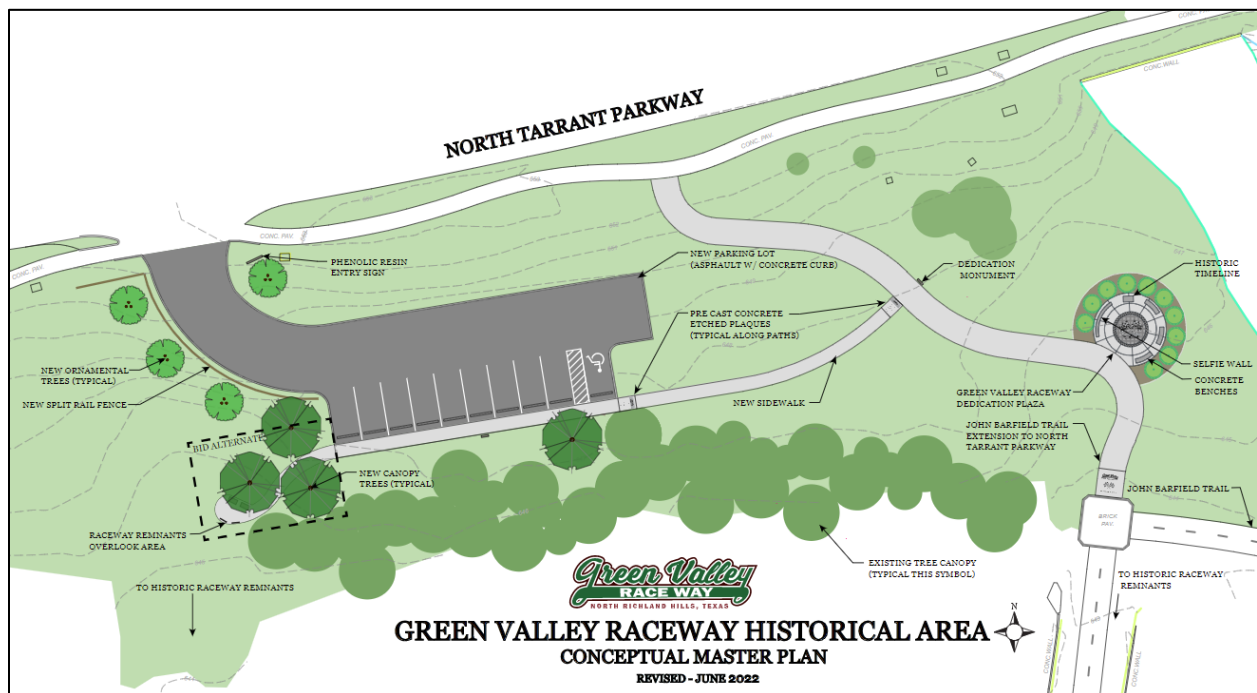 CONC. PAV.
CONC. WALL
NORTH TARRANT PARKWAY
CONC. PAV.
CONC. PAV.
CONC. PAV.
PHENOLIC RESIN
ENTRY SIGN
NEW PARKING LOT
(ASPHAULT W/ CONCRETE CURB)
DEDICATION
MONUMENT
HISTORIC
TIMELINE
PRE CAST CONCRETE
ETCHED PLAQUES
(TYPICAL ALONG PATHS)
NEW ORNAMENTAL
TREES (TYPICAL)
NEW SPLIT RAIL FENCE
SELFIE WALL
CONCRETE
BENCHES
GREEN VALLEY RACEWAY
DEDICATION PLAZA
NEW SIDEWALK
JOHN BARFIELD TRAIL
EXTENSION TO NORTH
TARRANT PARKWAY
BID ALTERNATE
NEW CANOPY
TREES (TYPICAL)
JOHN BARFIELD TRAIL
BRICK
PAV.
RACEWAY REMNANTS
OVERLOOK AREA
EXISTING TREE CANOPY
(TYPICAL THIS SYMBOL)
TO HISTORIC RACEWAY REMNANTS
TO HISTORIC RACEWAY
REMNANTS
Green Valley
RACE WAY
NORTH RICHLAND HILLS, TEXAS
N
GREEN VALLEY RACEWAY HISTORICAL AREA
CONCEPTUAL MASTER PLAN
REVISED - JUNE 2022
CONC WALL
CONC WALL